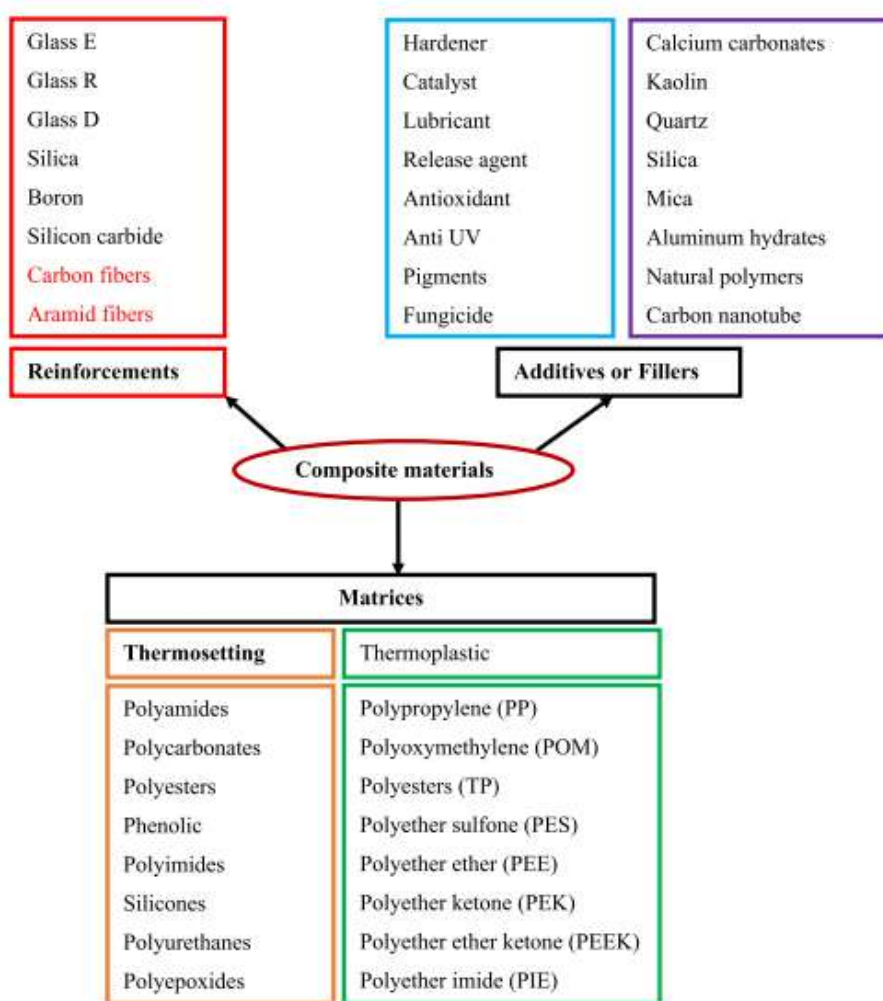 Glass E
Glass R
Glass D
Silica
Boron
Silicon carbide
Carbon fibers
Aramid fibers
Reinforcements
Hardener
Catalyst
Lubricant
Release agent
Antioxidant
Anti UV
Pigments
Fungicide
Calcium carbonates
Kaolin
Quartz
Silica
Mica
Aluminum hydrates
Natural polymers
Carbon nanotube
Additives or Fillers
Composite materials
Matrices
Thermosetting
Polyamides
Polycarbonates
Polyesters
Phenolic
Polyimides
Silicones
Polyurethanes
Polyepoxides
Thermoplastic
Polypropylene (PP)
Polyoxymethylene (POM)
Polyesters (TP)
Polyether sulfone (PES)
Polyether ether (PEE)
Polyether ketone (PEK)
Polyether ether ketone (PEEK)
Polyether imide (PIE)